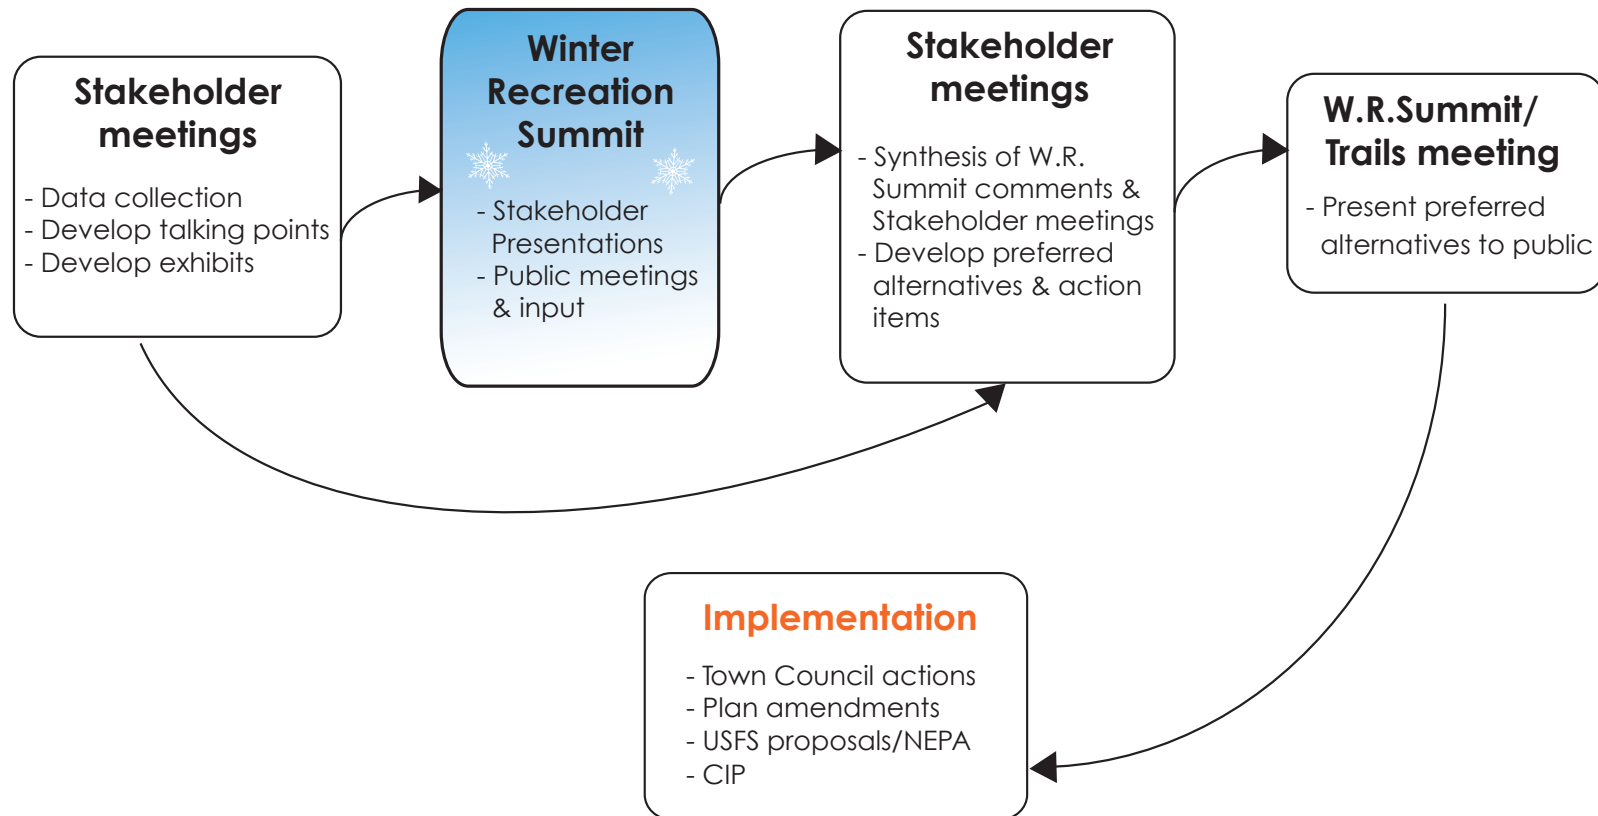 Stakeholder
meetings
- Data collection
- Develop talking points
- Develop exhibits
Winter
Recreation
Summit
- Stakeholder
Presentations
- Public meetings
& input
Stakeholder
meetings
- Synthesis of W.R.
Summit comments &
Stakeholder meetings
- Develop preferred
alternatives & action
items
W.R.Summit/
Trails meeting
- Present preferred
alternatives to public
Implementation
- Town Council actions
- Plan amendments
- USFS proposals/NEPA
- CIP